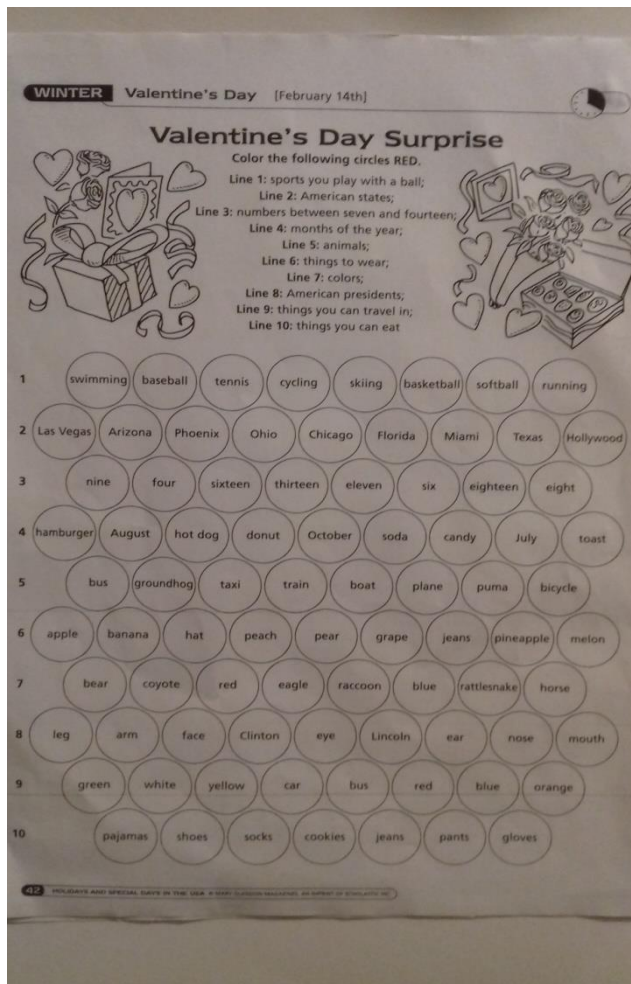 WINTER Valentine's Day [February 14th]
Valentine's Day Surprise
Color the following circles RED.
Line 1: sports you play with a ball;
Line 2: American states;
Line 3: numbers between seven and fourteen;
Line 4: months of the year;
Line 5: animals;
Line 6: things to wear;
Line 7: colors;
Line 8: American presidents;
Line 9: things you can travel in;
Line 10: things you can eat
1 swimming baseball tennis cycling skiing basketball softball running
2 Las Vegas Arizona Phoenix Ohio Chicago Florida Miami Texas Hollywood
3 nine four sixteen thirteen eleven six eighteen eight
4 hamburger August hot dog donut October soda candy July toast
5 bus groundhog taxi train boat plane puma bicycle
6 apple banana hat peach pear grape jeans pineapple melon
7 bear coyote red eagle raccoon blue rattlesnake horse
8 leg arm face Clinton eye Lincoln ear nose mouth
9 green white yellow car bus red blue orange
10 pajamas shoes socks cookies jeans pants gloves
42 HOLIDAYS AND SPECIAL DAYS IN THE USA